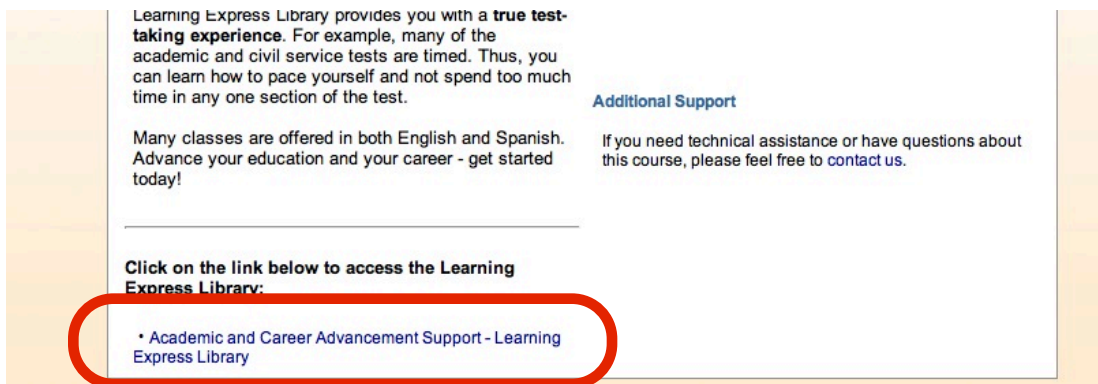 Learning Express Library provides you with a true test-
taking experience. For example, many of the
academic and civil service tests are timed. Thus, you
can learn how to pace yourself and not spend too much
time in any one section of the test.
Many classes are offered in both English and Spanish.
Advance your education and your career - get started
today!
Click on the link below to access the Learning
Express Library:
• Academic and Career Advancement Support - Learning
Express Library
Additional Support
If you need technical assistance or have questions about
this course, please feel free to contact us.